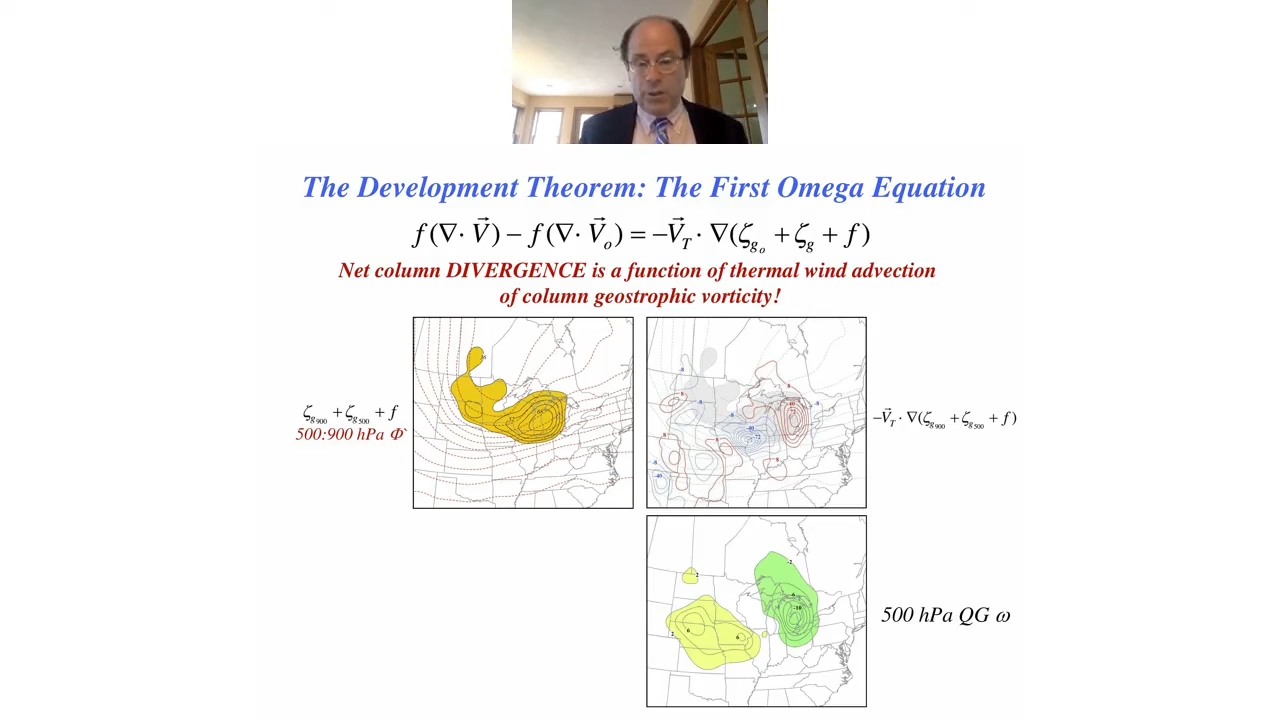 The Development Theorem: The First Omega Equation
f(∇· V⃗) − f(∇· V⃗ₒ) = −V⃗_T · ∇(ζ_gₒ + ζ_g + f)
Net column DIVERGENCE is a function of thermal wind advection
of column geostrophic vorticity!
ζ_g900 + ζ_g500 + f
500:900 hPa Φ`
−V⃗_T · ∇(ζ_g900 + ζ_g500 + f)
500 hPa QG ω